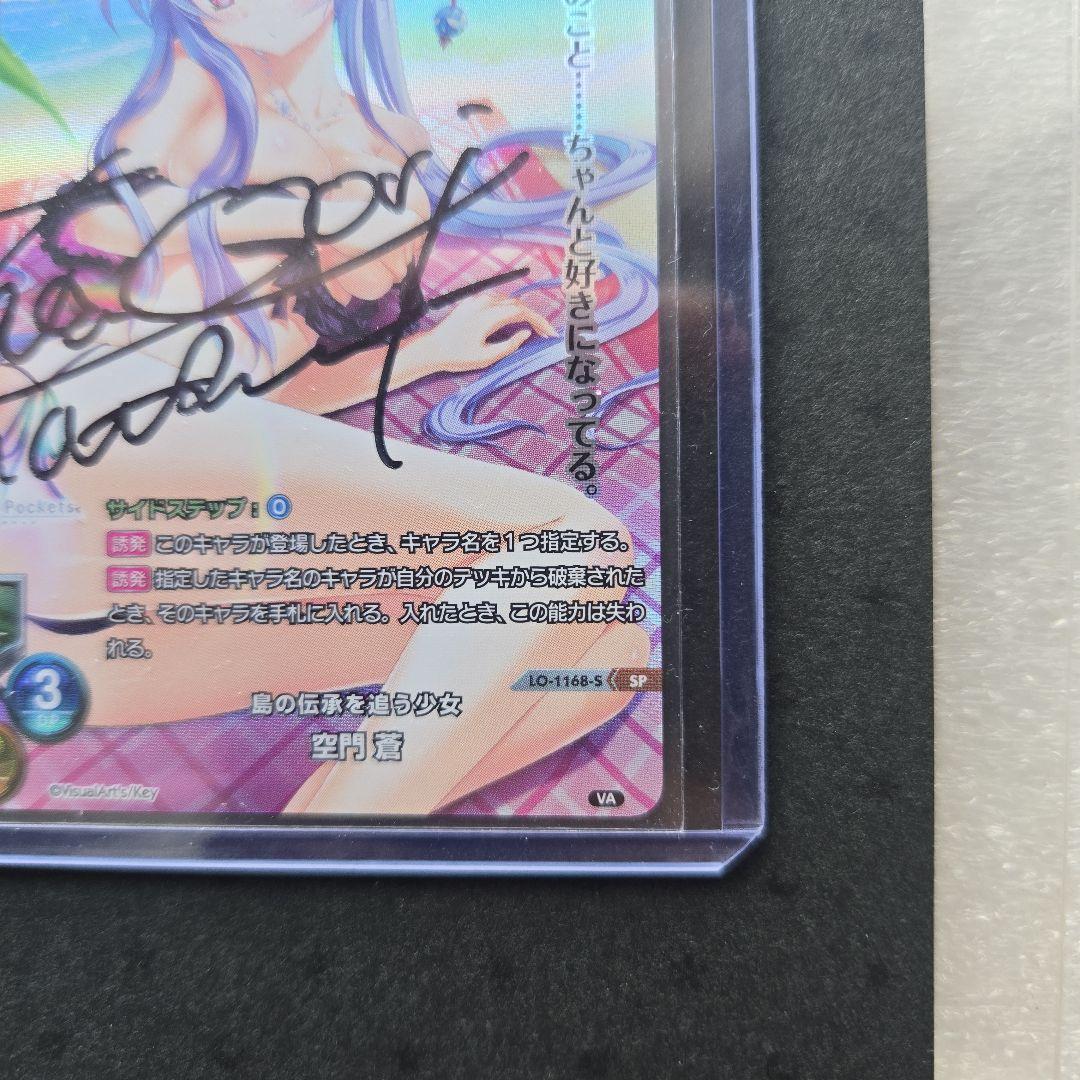 のこと……ちゃんと好きになってる。
Pockets
サイドステップ:0
誘発 このキャラが登場したとき、キャラ名を1つ指定する。
誘発 指定したキャラ名のキャラが自分のデッキから破棄された
とき、そのキャラを手札に入れる。入れたとき、この能力は失わ
れる。
LO-1168-S SP
3
島の伝承を追う少女
空門 蒼
©VisualArt's/Key
VA